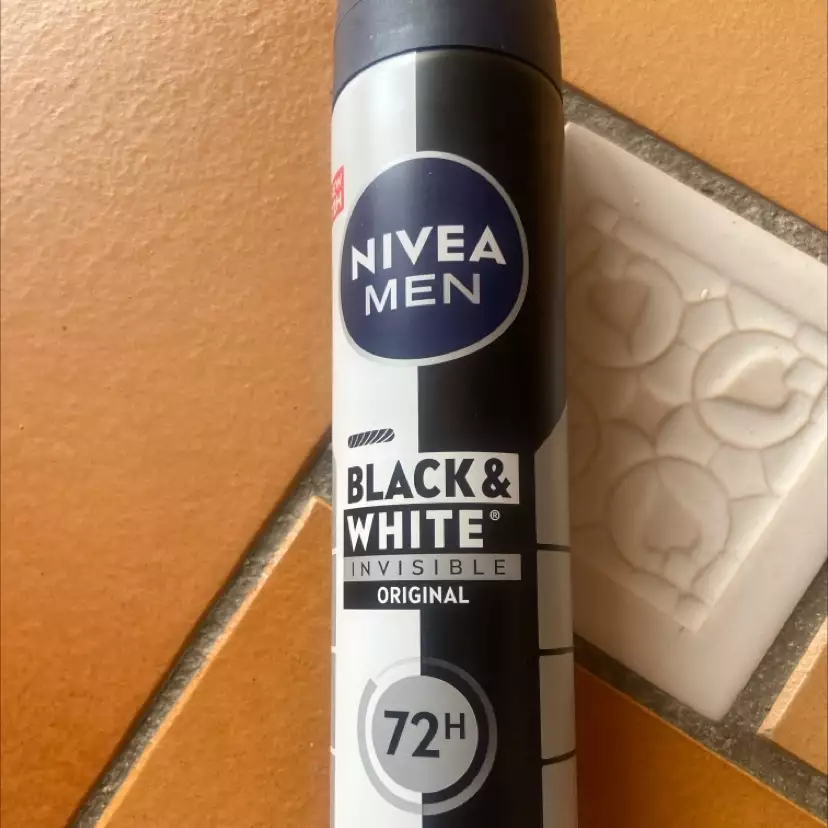 NIVEA
MEN
BLACK&
WHITE®
INVISIBLE
ORIGINAL
72H